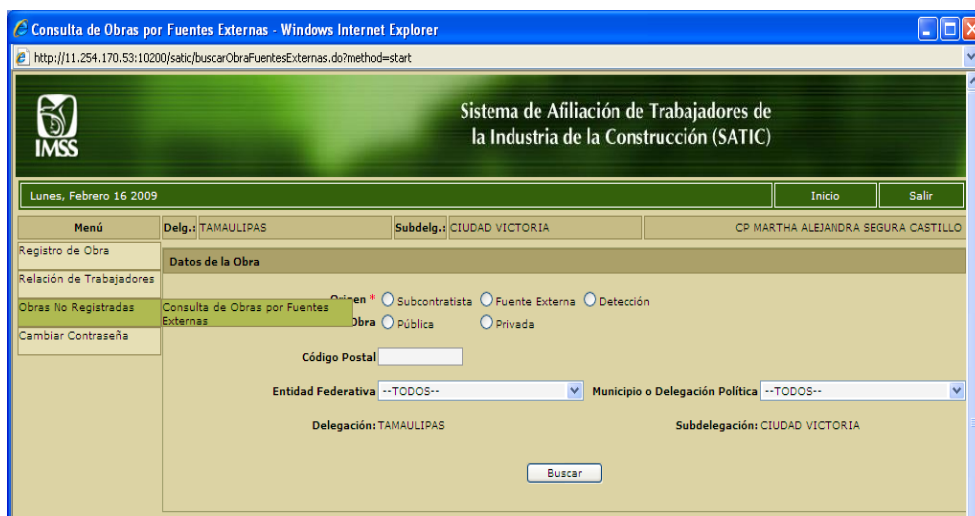 Consulta de Obras por Fuentes Externas - Windows Internet Explorer
http://11.254.170.53:10200/satic/buscarObraFuentesExternas.do?method=start
IMSS
Sistema de Afiliación de Trabajadores de
la Industria de la Construcción (SATIC)
Lunes, Febrero 16 2009 Inicio Salir
Menú Delg.: TAMAULIPAS Subdelg.: CIUDAD VICTORIA CP MARTHA ALEJANDRA SEGURA CASTILLO
Registro de Obra
Datos de la Obra
Relación de Trabajadores
Origen * Subcontratista Fuente Externa Detección
Obras No Registradas Consulta de Obras por Fuentes
Externas
Obra Pública Privada
Cambiar Contraseña
Código Postal
Entidad Federativa --TODOS-- Municipio o Delegación Política --TODOS--
Delegación: TAMAULIPAS Subdelegación: CIUDAD VICTORIA
Buscar